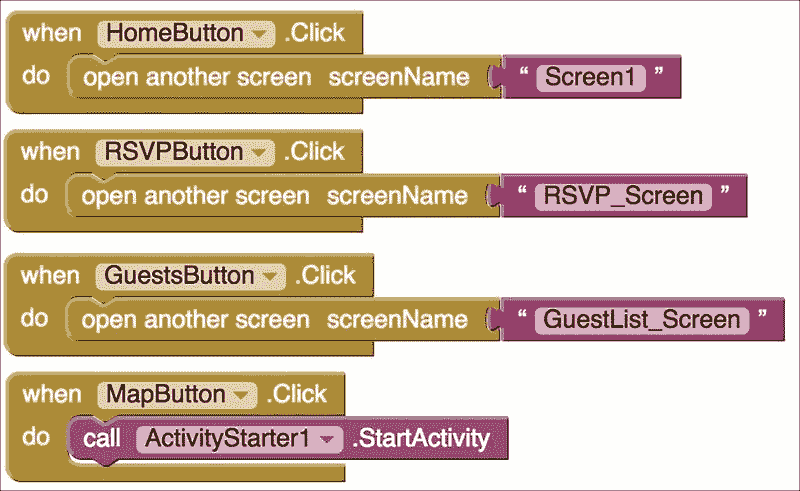 when HomeButton .Click
do open another screen screenName “ Screen1 ”
when RSVPButton .Click
do open another screen screenName “ RSVP_Screen ”
when GuestsButton .Click
do open another screen screenName “ GuestList_Screen ”
when MapButton .Click
do call ActivityStarter1 .StartActivity